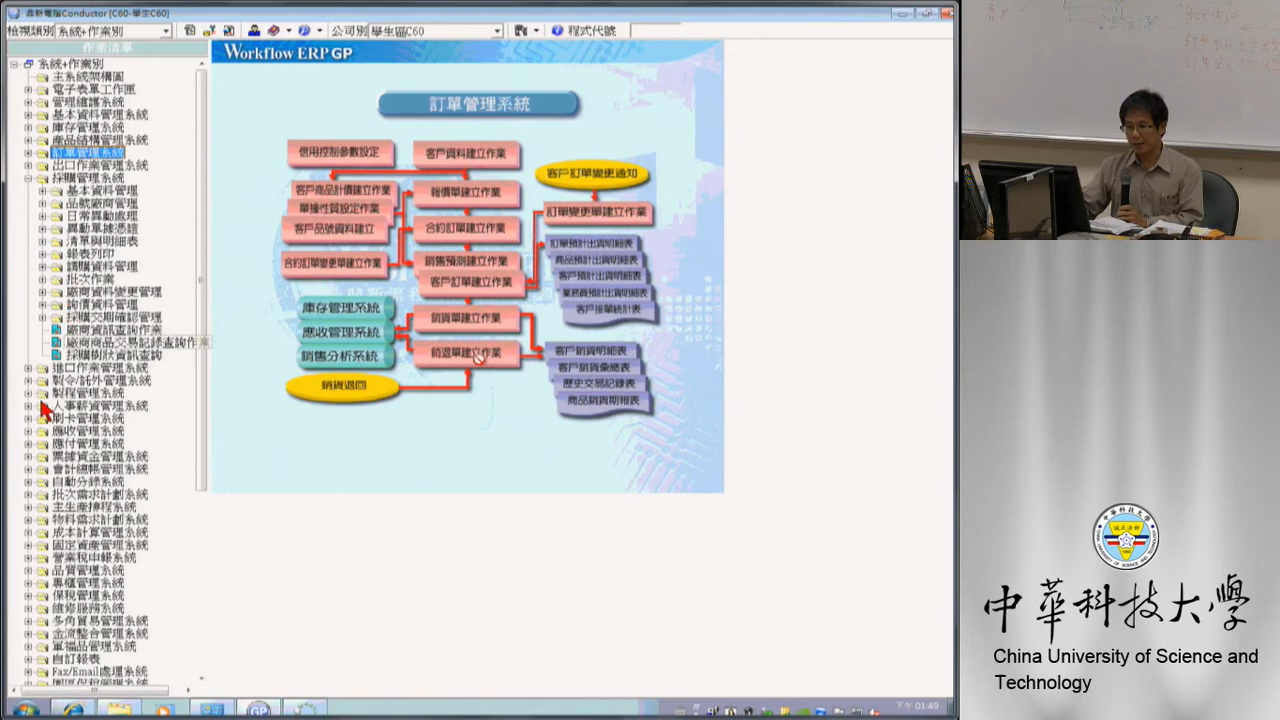 鼎新電腦Conductor [C60-學生C60]
檢視類別 系統+作業別 公司別 學生區C60 程式代號
作業清單
系統+作業別
主系統架構圖
電子表單工作匣
管理維護系統
基本資料管理系統
庫存管理系統
產品結構管理系統
訂單管理系統
出口作業管理系統
採購管理系統
基本資料管理
品號廠商管理
日常異動處理
異動單據憑證
清單與明細表
報表列印
請購資料管理
批次作業
廠商資料變更管理
詢價資料管理
採購交期確認管理
廠商資訊查詢作業
廠商商品交易記錄查詢作業
採購樹狀資訊查詢
進口作業管理系統
製令/託外管理系統
製程管理系統
人事薪資管理系統
刷卡管理系統
應收管理系統
應付管理系統
票據資金管理系統
會計總帳管理系統
自動分錄系統
批次需求計劃系統
主生產排程系統
物料需求計劃系統
成本計算管理系統
固定資產管理系統
營業稅申報系統
品質管理系統
專櫃管理系統
保稅管理系統
維修服務系統
多角貿易管理系統
金流整合管理系統
軍福品管理系統
自訂報表
Fax/Email處理系統
Workflow ERP GP
訂單管理系統
信用控制參數設定
客戶資料建立作業
客戶訂單變更通知
客戶商品計價建立作業
報價單建立作業
單據性質設定作業
訂單變更單建立作業
客戶品號資料建立
合約訂單建立作業
訂單預計出貨明細表
合約訂單變更單建立作業
銷售預測建立作業
商品預計出貨明細表
客戶訂單建立作業
客戶預計出貨明細表
業務員預計出貨明細表
庫存管理系統
客戶接單統計表
銷貨單建立作業
應收管理系統
銷售分析系統
銷退單建立作業
客戶銷貨明細表
客戶銷貨彙總表
銷貨退回
歷史交易記錄表
商品銷貨期報表
下午 01:49
中華科技大學
China University of Science and
Technology